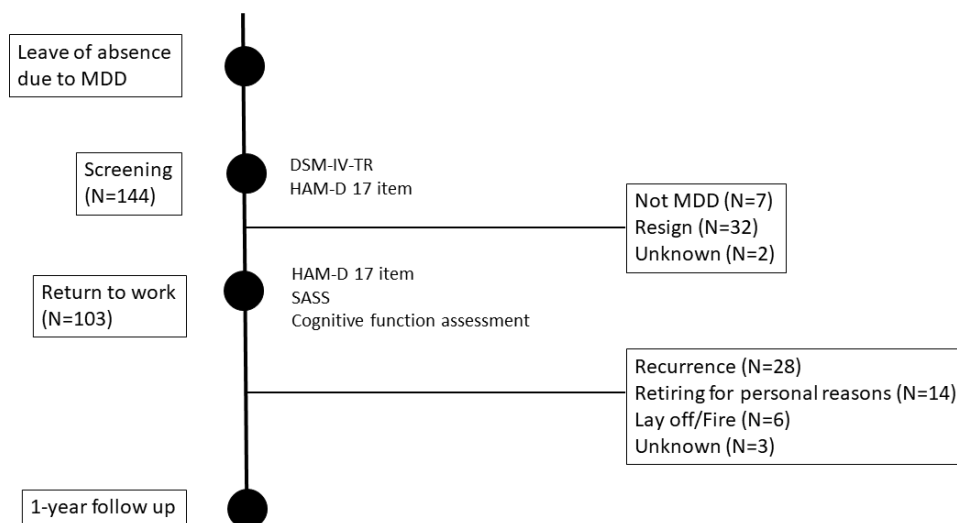 Leave of absence
due to MDD
Screening
(N=144)
DSM-IV-TR
HAM-D 17 item
Not MDD (N=7)
Resign (N=32)
Unknown (N=2)
Return to work
(N=103)
HAM-D 17 item
SASS
Cognitive function assessment
Recurrence (N=28)
Retiring for personal reasons (N=14)
Lay off/Fire (N=6)
Unknown (N=3)
1-year follow up